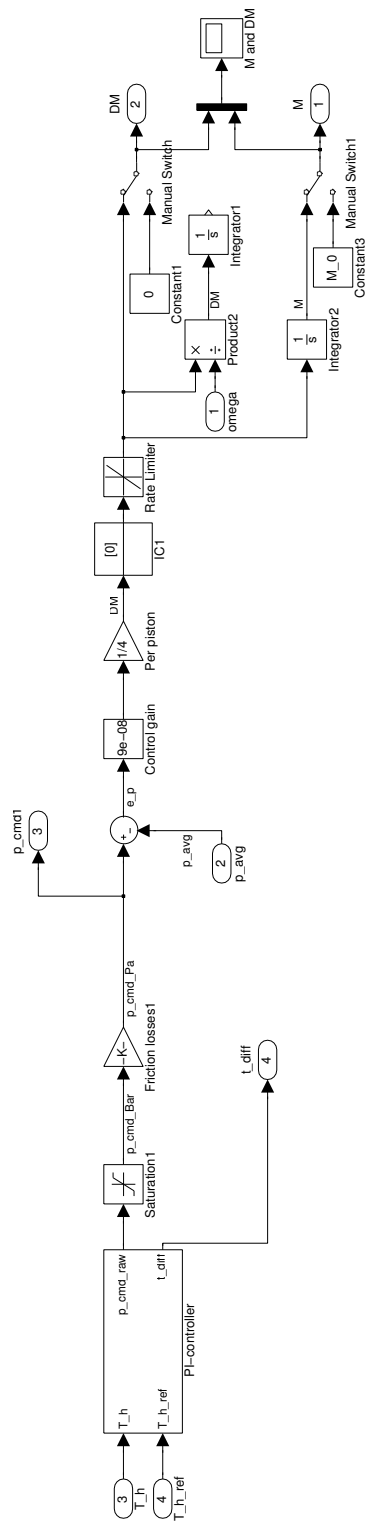 3
T_h
4
T_h_ref
T_h
T_h_ref
p_cmd_raw
t_diff
PI−controller
Saturation1
p_cmd_Bar
−K−
Friction losses1
p_cmd_Pa
4
t_diff
3
p_cmd1
+
−
p_avg
2
p_avg
e_p
9e−08
Control gain
1/4
Per piston
DM
[0]
IC1
Rate Limiter
1
omega
×
÷
Product2
DM
1
s
Integrator1
0
Constant1
Manual Switch
DM
2
1
s
Integrator2
M
M_0
Constant3
Manual Switch1
M
1
M and DM